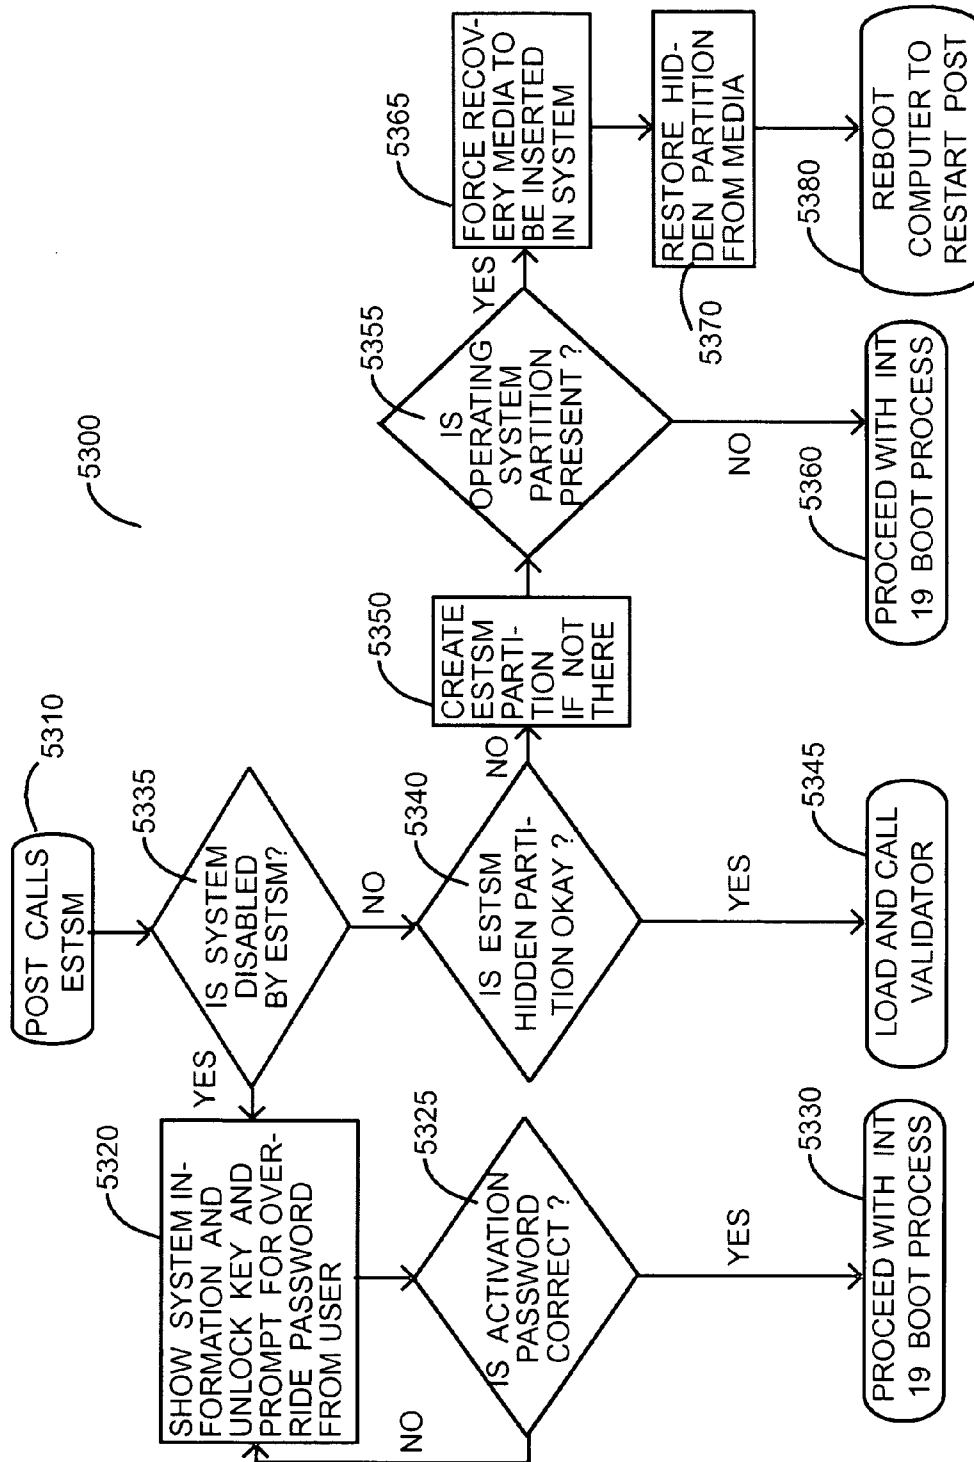 5300
5310
POST CALLS
ESTSM
5335
IS SYSTEM
DISABLED
BY ESTSM?
YES
NO
5320
SHOW SYSTEM IN-
FORMATION AND
UNLOCK KEY AND
PROMPT FOR OVER-
RIDE PASSWORD
FROM USER
5325
IS ACTIVATION
PASSWORD
CORRECT ?
NO
YES
5330
PROCEED WITH INT
19 BOOT PROCESS
5340
IS ESTSM
HIDDEN PARTI-
TION OKAY ?
NO
YES
5345
LOAD AND CALL
VALIDATOR
5350
CREATE
ESTSM
PARTI-
TION
IF NOT
THERE
5355
IS
OPERATING
SYSTEM
PARTITION
PRESENT ?
YES
NO
5360
PROCEED WITH INT
19 BOOT PROCESS
5365
FORCE RECOV-
ERY MEDIA TO
BE INSERTED
IN SYSTEM
5370
RESTORE HID-
DEN PARTITION
FROM MEDIA
5380
REBOOT
COMPUTER TO
RESTART POST